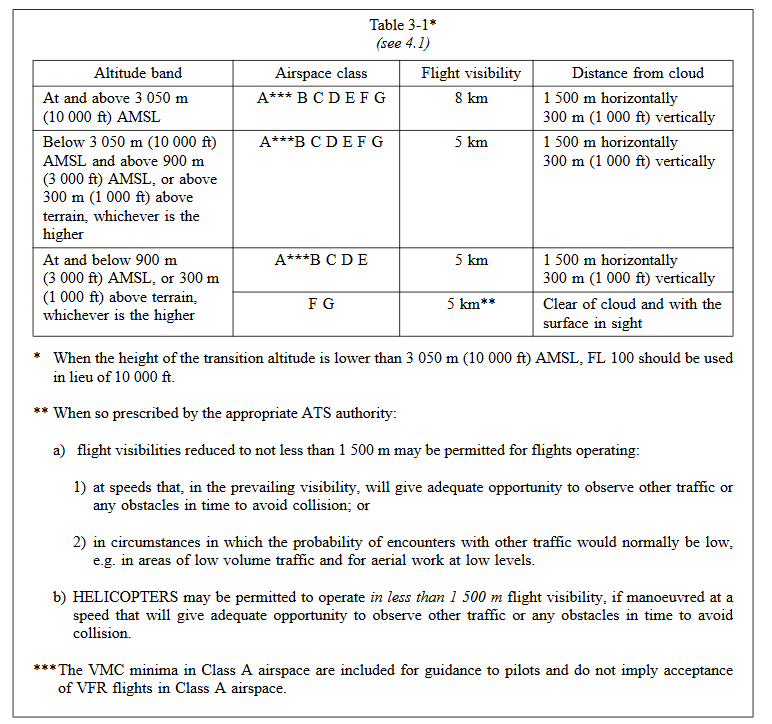 Table 3-1*
(see 4.1)
Altitude band
Airspace class
Flight visibility
Distance from cloud
At and above 3 050 m
(10 000 ft) AMSL
A*** B C D E F G
8 km
1 500 m horizontally
300 m (1 000 ft) vertically
Below 3 050 m (10 000 ft)
AMSL and above 900 m
(3 000 ft) AMSL, or above
300 m (1 000 ft) above
terrain, whichever is the
higher
A***B C D E F G
5 km
1 500 m horizontally
300 m (1 000 ft) vertically
At and below 900 m
(3 000 ft) AMSL, or 300 m
(1 000 ft) above terrain,
whichever is the higher
A***B C D E
5 km
1 500 m horizontally
300 m (1 000 ft) vertically
F G
5 km**
Clear of cloud and with the
surface in sight
* When the height of the transition altitude is lower than 3 050 m (10 000 ft) AMSL, FL 100 should be used
in lieu of 10 000 ft.
** When so prescribed by the appropriate ATS authority:
a) flight visibilities reduced to not less than 1 500 m may be permitted for flights operating:
1) at speeds that, in the prevailing visibility, will give adequate opportunity to observe other traffic or
any obstacles in time to avoid collision; or
2) in circumstances in which the probability of encounters with other traffic would normally be low,
e.g. in areas of low volume traffic and for aerial work at low levels.
b) HELICOPTERS may be permitted to operate in less than 1 500 m flight visibility, if manoeuvred at a
speed that will give adequate opportunity to observe other traffic or any obstacles in time to avoid
collision.
***The VMC minima in Class A airspace are included for guidance to pilots and do not imply acceptance
of VFR flights in Class A airspace.